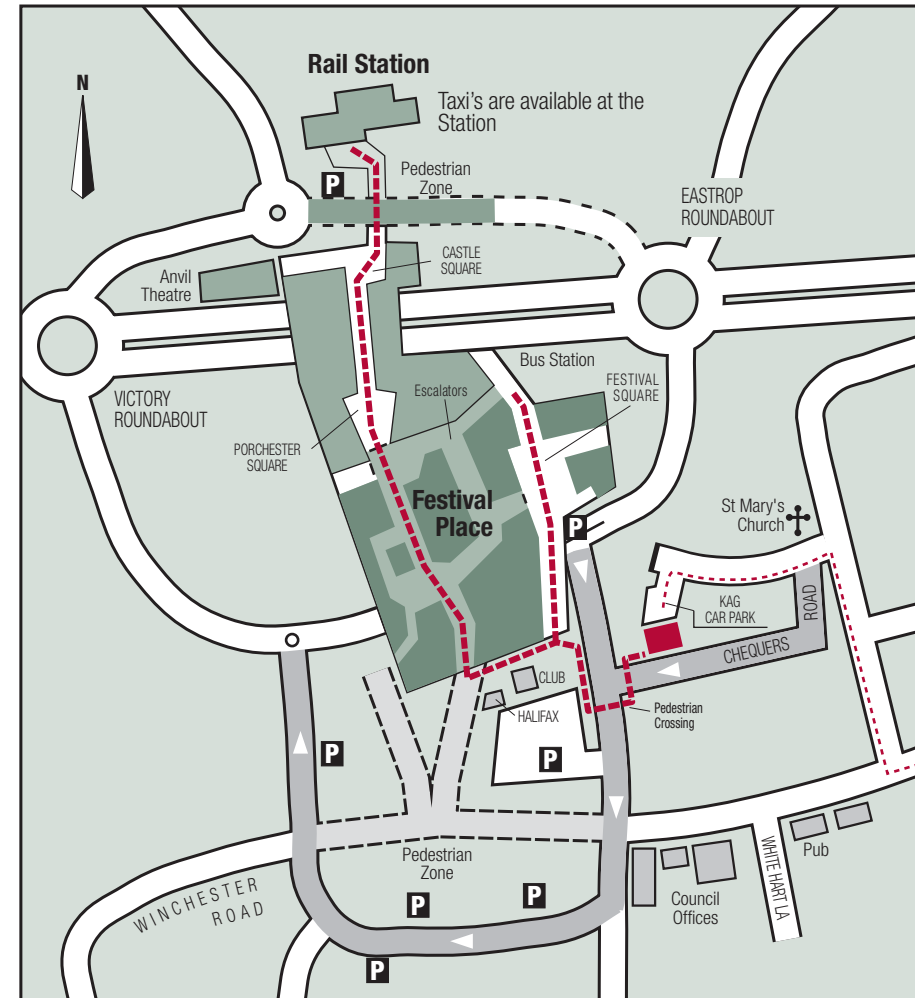 Rail Station
N
Taxi's are available at the
Station
Pedestrian
Zone
P
EASTROP
ROUNDABOUT
CASTLE
SQUARE
Anvil
Theatre
Bus Station
FESTIVAL
SQUARE
Escalators
VICTORY
ROUNDABOUT
PORCHESTER
SQUARE
Festival
Place
St Mary's
Church
P
KAG
CAR PARK
ROAD
CHEQUERS
CLUB
HALIFAX
Pedestrian
Crossing
P
P
Pedestrian
Zone
WHITE HART LA
Pub
WINCHESTER
ROAD
P
P
Council
Offices
P